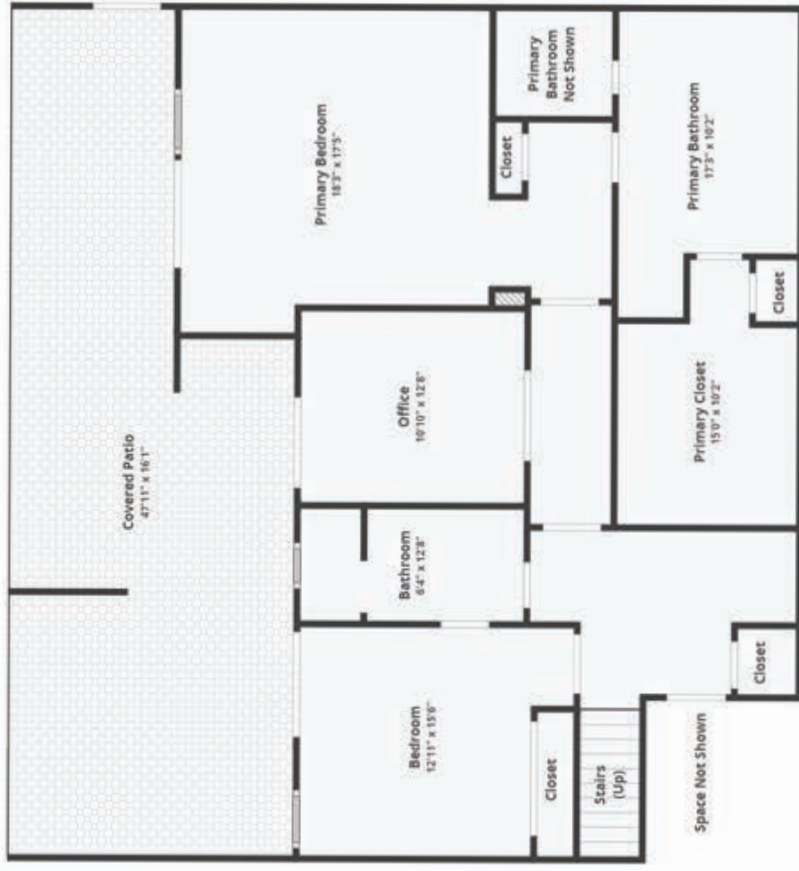 Covered Patio
47'11" x 16'1"
Primary Bedroom
18'3" x 17'5"
Primary
Bathroom
Not Shown
Closet
Primary Bathroom
17'3" x 10'2"
Office
10'10" x 12'8"
Closet
Primary Closet
15'0" x 10'2"
Bathroom
6'4" x 12'8"
Bedroom
12'11" x 15'6"
Closet
Stairs
(Up)
Closet
Space Not Shown